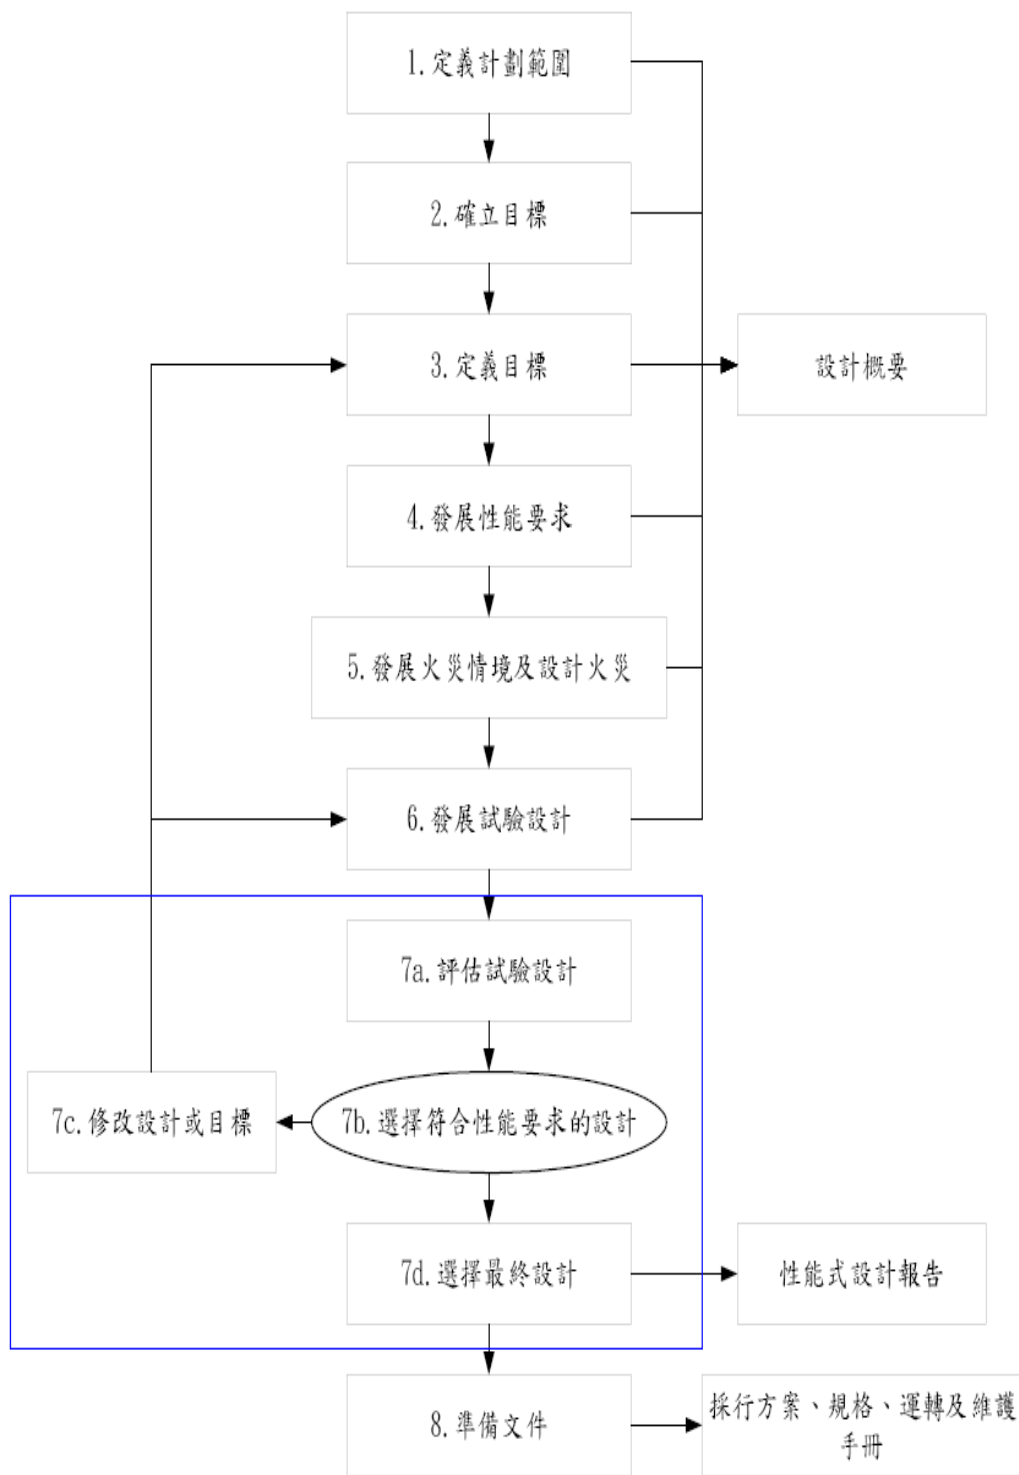 1.定義計劃範圍
2.確立目標
3.定義目標
設計概要
4.發展性能要求
5.發展火災情境及設計火災
6.發展試驗設計
7a.評估試驗設計
7c.修改設計或目標
7b.選擇符合性能要求的設計
7d.選擇最終設計
性能式設計報告
8.準備文件
採行方案、規格、運轉及維護
手冊